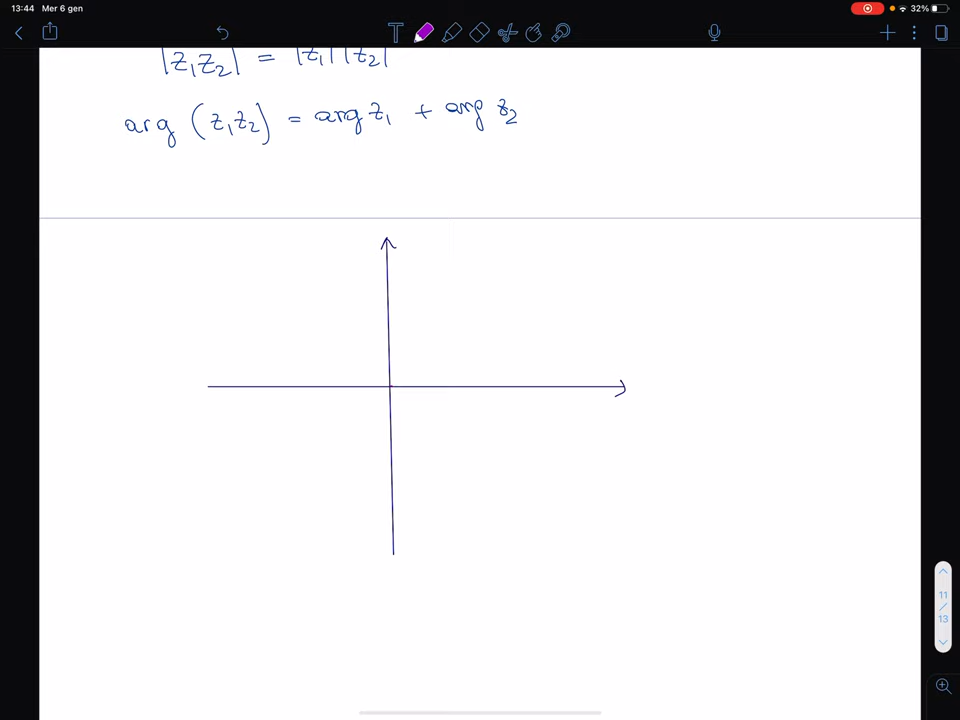 13:44 Mer 6 gen 32%
|z₁z₂| = |z₁| |z₂|
arg (z₁z₂) = arg z₁ + arg z₂
T
11
/
13